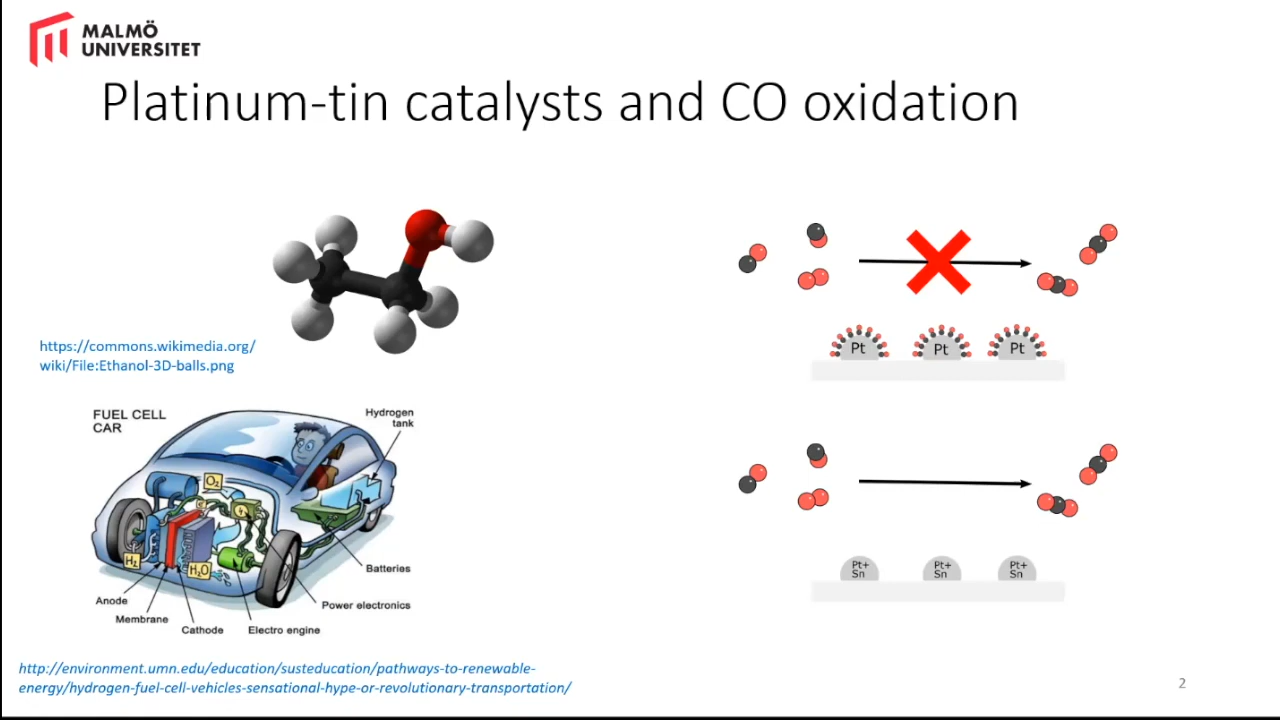 MALMÖ
UNIVERSITET
Platinum-tin catalysts and CO oxidation
https://commons.wikimedia.org/
wiki/File:Ethanol-3D-balls.png
FUEL CELL
CAR
Hydrogen
tank
O₂
H₂
H₂O
Batteries
Anode
Power electronics
Membrane
Cathode
Electro engine
http://environment.umn.edu/education/susteducation/pathways-to-renewable-
energy/hydrogen-fuel-cell-vehicles-sensational-hype-or-revolutionary-transportation/
Pt
Pt
Pt
Pt+
Sn
Pt+
Sn
Pt+
Sn
2